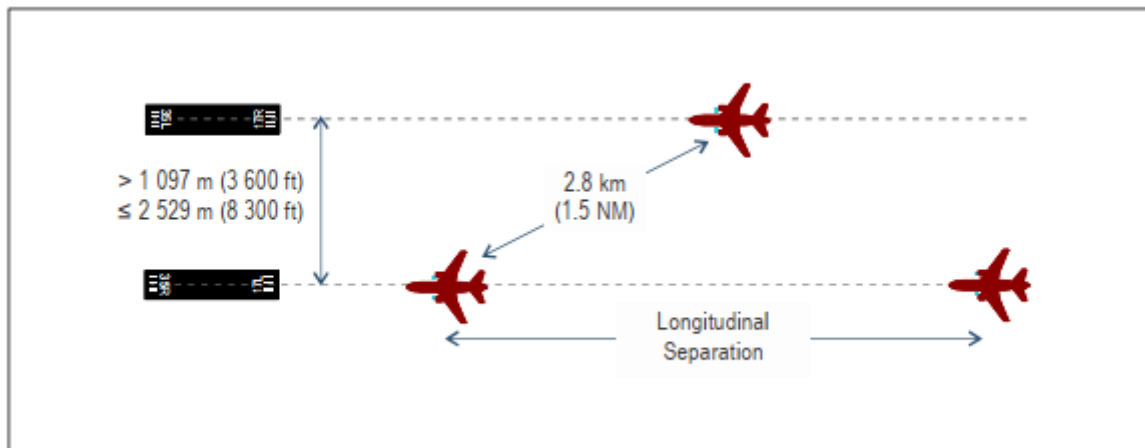 > 1 097 m (3 600 ft)
≤ 2 529 m (8 300 ft)
2.8 km
(1.5 NM)
Longitudinal
Separation